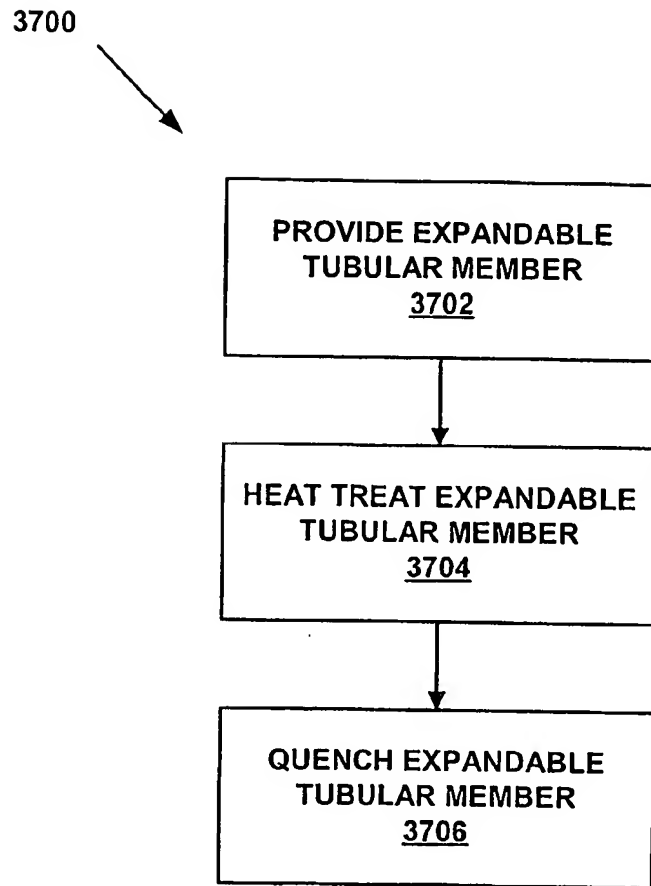 3700
PROVIDE EXPANDABLE
TUBULAR MEMBER
3702
HEAT TREAT EXPANDABLE
TUBULAR MEMBER
3704
QUENCH EXPANDABLE
TUBULAR MEMBER
3706